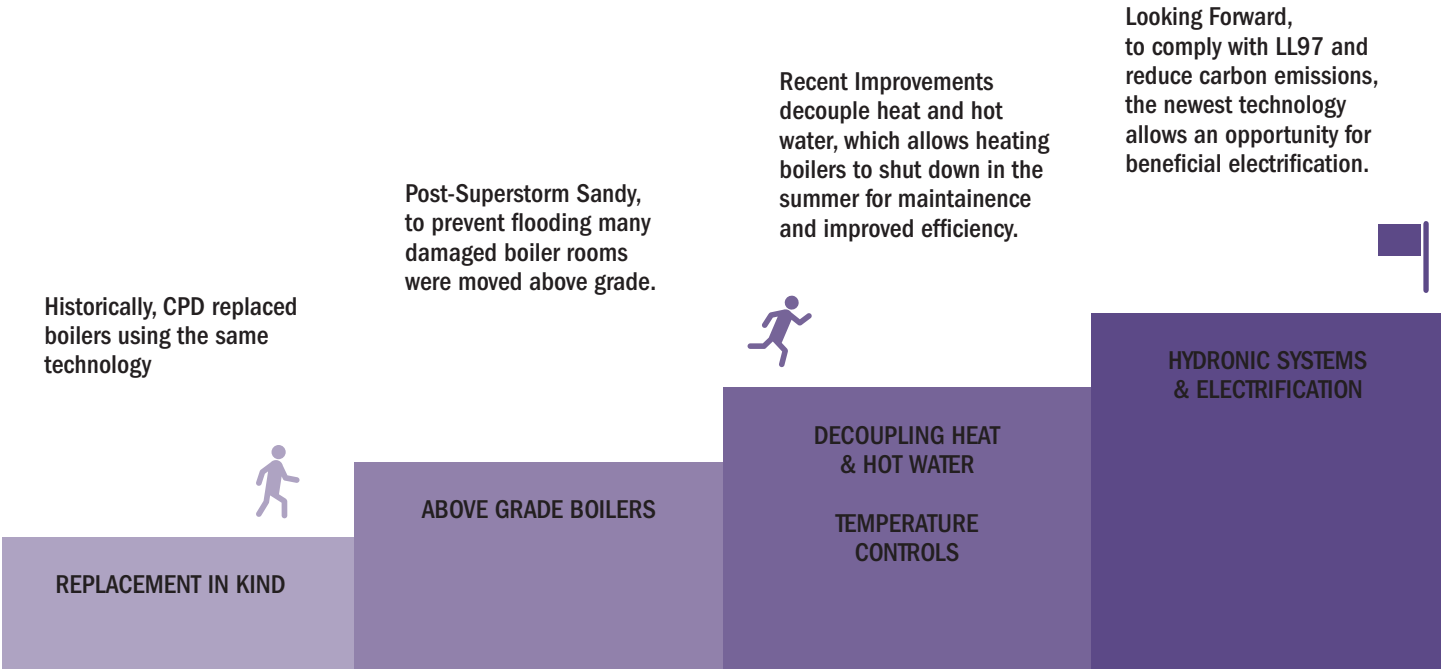 Historically, CPD replaced
boilers using the same
technology
REPLACEMENT IN KIND
Post-Superstorm Sandy,
to prevent flooding many
damaged boiler rooms
were moved above grade.
ABOVE GRADE BOILERS
Recent Improvements
decouple heat and hot
water, which allows heating
boilers to shut down in the
summer for maintainence
and improved efficiency.
DECOUPLING HEAT
& HOT WATER
TEMPERATURE
CONTROLS
Looking Forward,
to comply with LL97 and
reduce carbon emissions,
the newest technology
allows an opportunity for
beneficial electrification.
HYDRONIC SYSTEMS
& ELECTRIFICATION